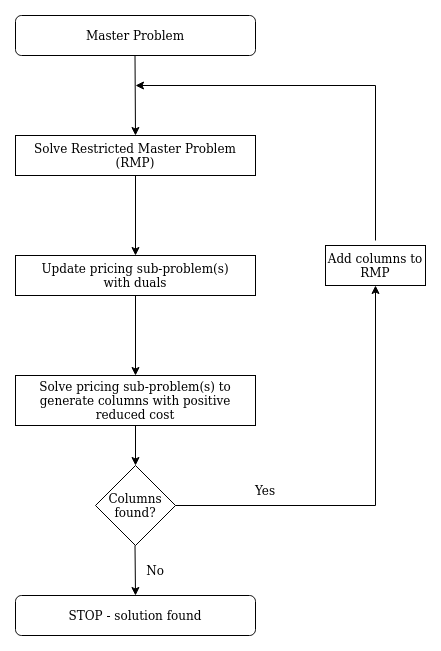 Master Problem
Solve Restricted Master Problem
(RMP)
Update pricing sub-problem(s)
with duals
Add columns to
RMP
Solve pricing sub-problem(s) to
generate columns with positive
reduced cost
Columns
found?
Yes
No
STOP - solution found